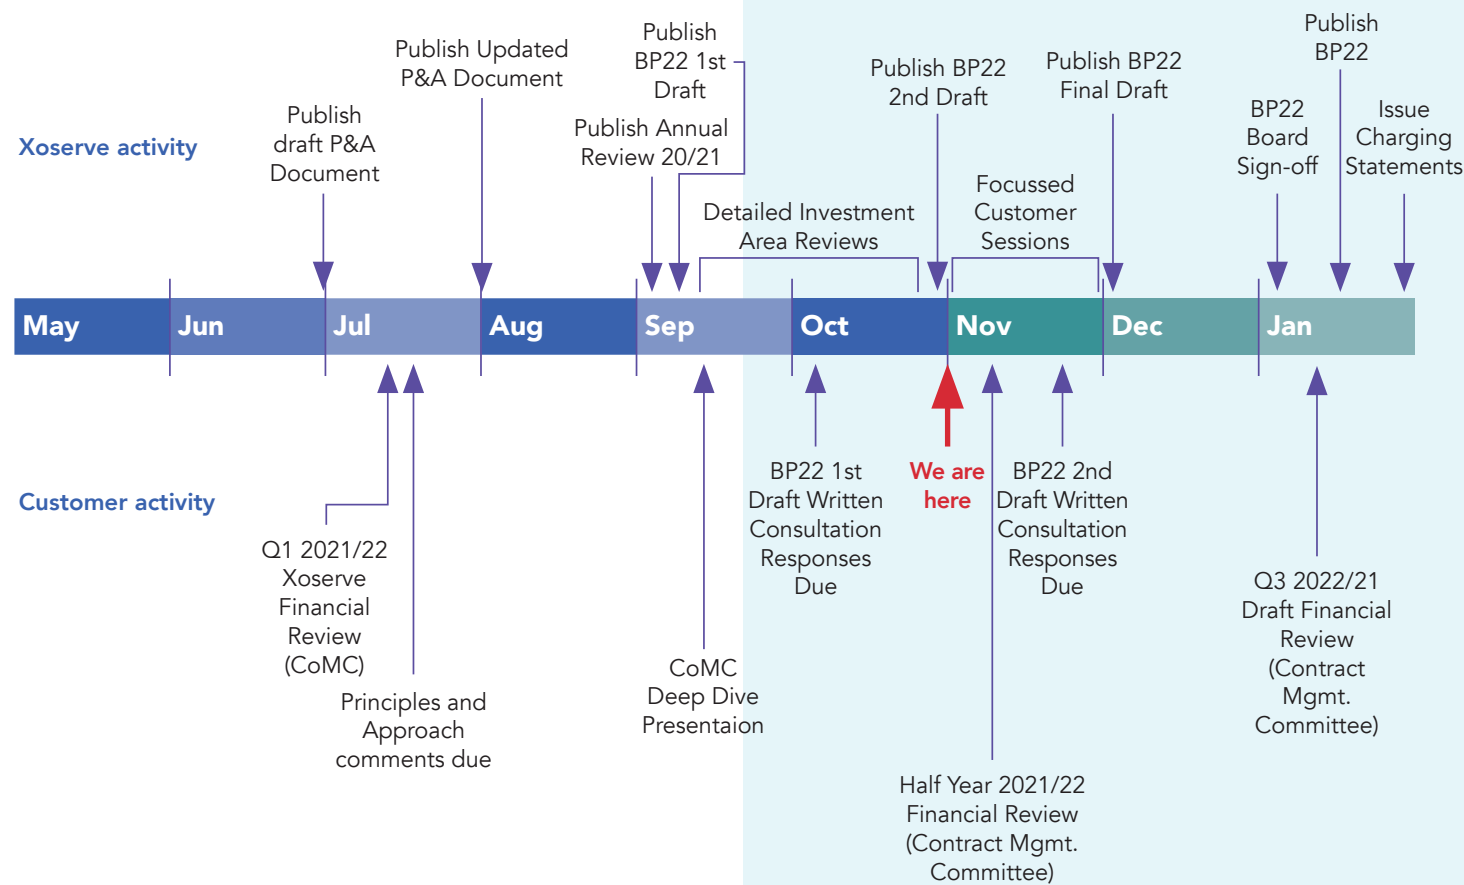 Xoserve activity
Publish
draft P&A
Document
Publish Updated
P&A Document
Publish
BP22 1st
Draft
Publish Annual
Review 20/21
Detailed Investment
Area Reviews
Publish BP22
2nd Draft
Focussed
Customer
Sessions
Publish BP22
Final Draft
BP22
Board
Sign-off
Publish
BP22
Issue
Charging
Statements
May
Jun
Jul
Aug
Sep
Oct
Nov
Dec
Jan
Customer activity
Q1 2021/22
Xoserve
Financial
Review
(CoMC)
Principles and
Approach
comments due
CoMC
Deep Dive
Presentaion
BP22 1st
Draft Written
Consultation
Responses
Due
We are
here
Half Year 2021/22
Financial Review
(Contract Mgmt.
Committee)
BP22 2nd
Draft Written
Consultation
Responses
Due
Q3 2022/21
Draft Financial
Review
(Contract
Mgmt.
Committee)